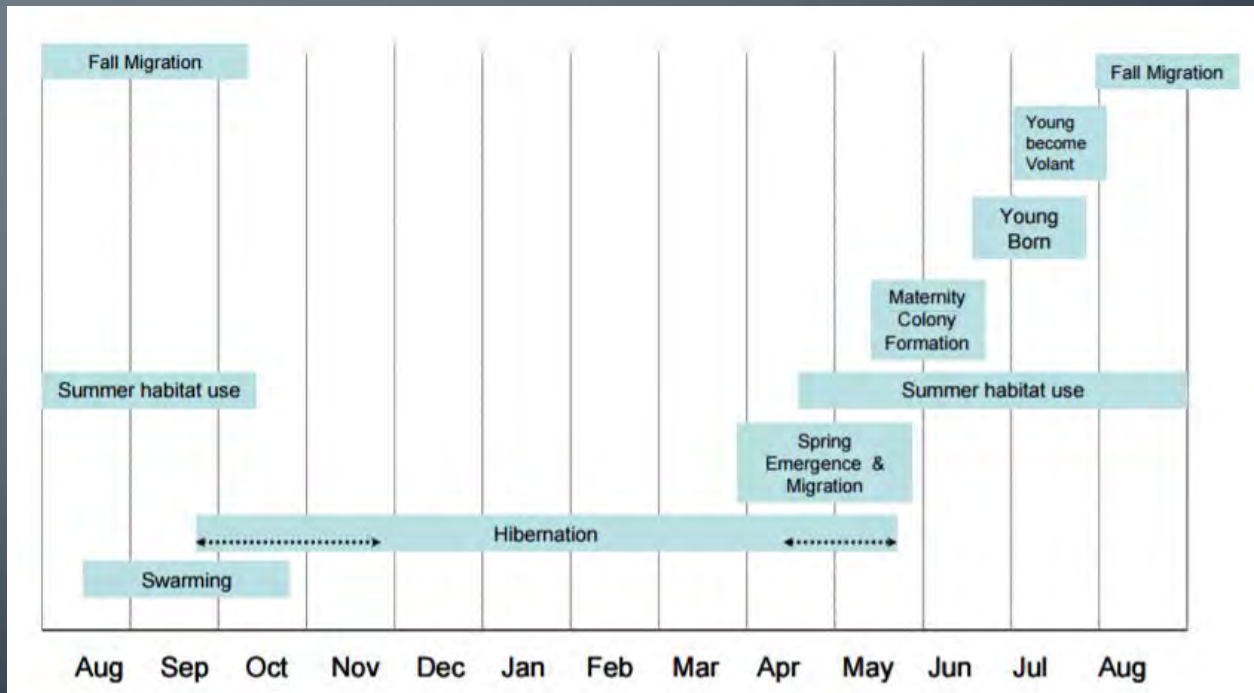 Fall Migration
Fall Migration
Young
become
Volant
Young
Born
Maternity
Colony
Formation
Summer habitat use
Summer habitat use
Spring
Emergence &
Migration
Hibernation
Swarming
Aug Sep Oct Nov Dec Jan Feb Mar Apr May Jun Jul Aug